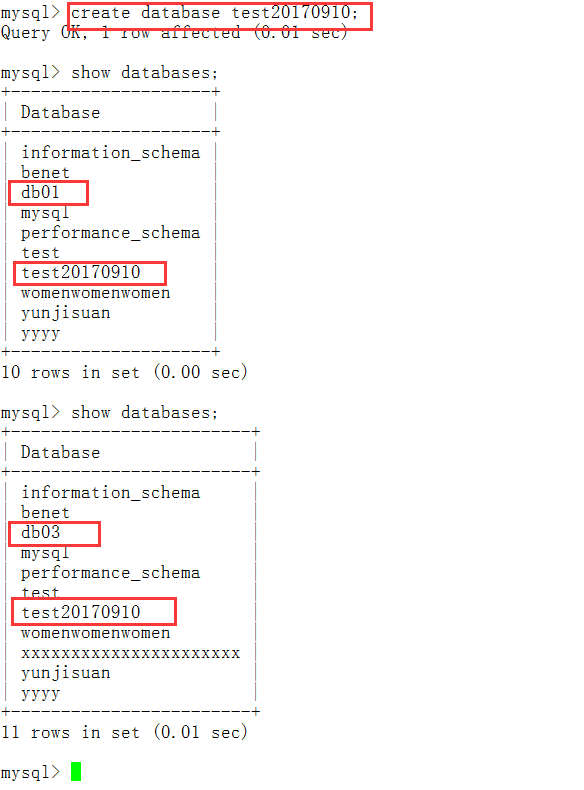 mysql> create database test20170910;
Query OK, 1 row affected (0.01 sec)
mysql> show databases;
+--------------------+
| Database           |
+--------------------+
| information_schema |
| benet              |
| db01               |
| mysql              |
| performance_schema |
| test               |
| test20170910       |
| womenwomenwomen    |
| yunjisuan          |
| yyyy               |
+--------------------+
10 rows in set (0.00 sec)
mysql> show databases;
+------------------------+
| Database               |
+------------------------+
| information_schema     |
| benet                  |
| db03                   |
| mysql                  |
| performance_schema     |
| test                   |
| test20170910           |
| womenwomenwomen        |
| xxxxxxxxxxxxxxxxxxxxxx |
| yunjisuan              |
| yyyy                   |
+------------------------+
11 rows in set (0.01 sec)
mysql>